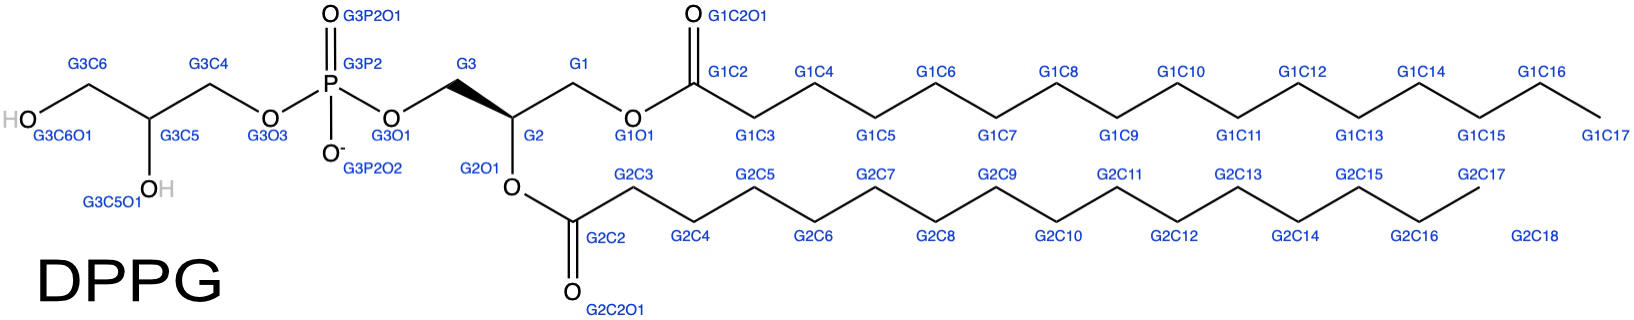 O G3P2O1 O G1C2O1
G3C6 G3C4 G3P2 G3 G1 G1C2 G1C4 G1C6 G1C8 G1C10 G1C12 G1C14 G1C16
P
HO O O O
G3C6O1 G3C5 G3O3 G3O1 G2 G1O1 G1C3 G1C5 G1C7 G1C9 G1C11 G1C13 G1C15 G1C17
O- G3P2O2 G2O1 G2C3 G2C5 G2C7 G2C9 G2C11 G2C13 G2C15 G2C17
OH O
G3C5O1
G2C2 G2C4 G2C6 G2C8 G2C10 G2C12 G2C14 G2C16 G2C18
DPPG
O
G2C2O1